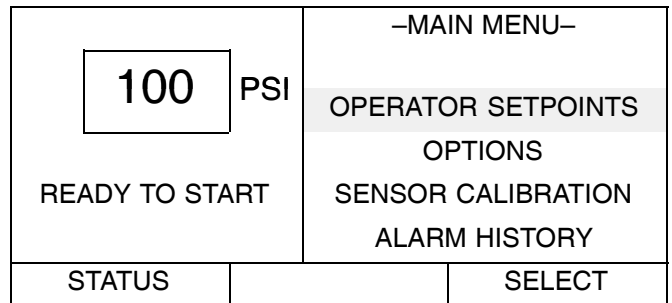 –MAIN MENU–
100 PSI
OPERATOR SETPOINTS
OPTIONS
READY TO START
SENSOR CALIBRATION
ALARM HISTORY
STATUS
SELECT